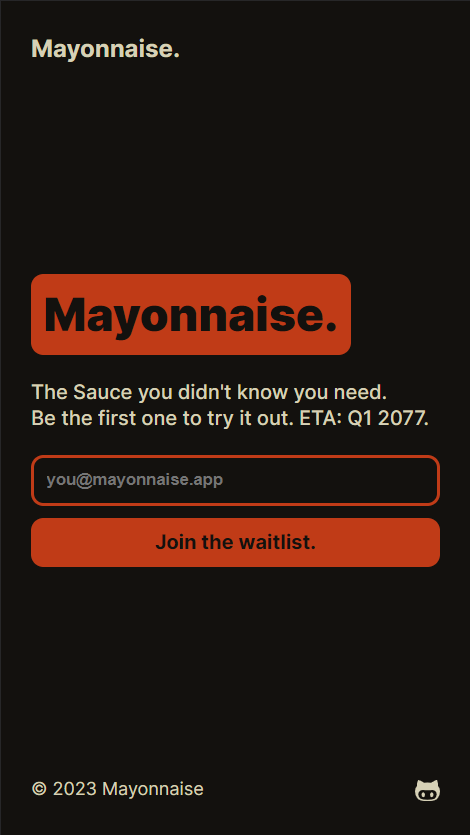 Mayonnaise.
Mayonnaise.
The Sauce you didn't know you need.
Be the first one to try it out. ETA: Q1 2077.
you@mayonnaise.app
Join the waitlist.
© 2023 Mayonnaise